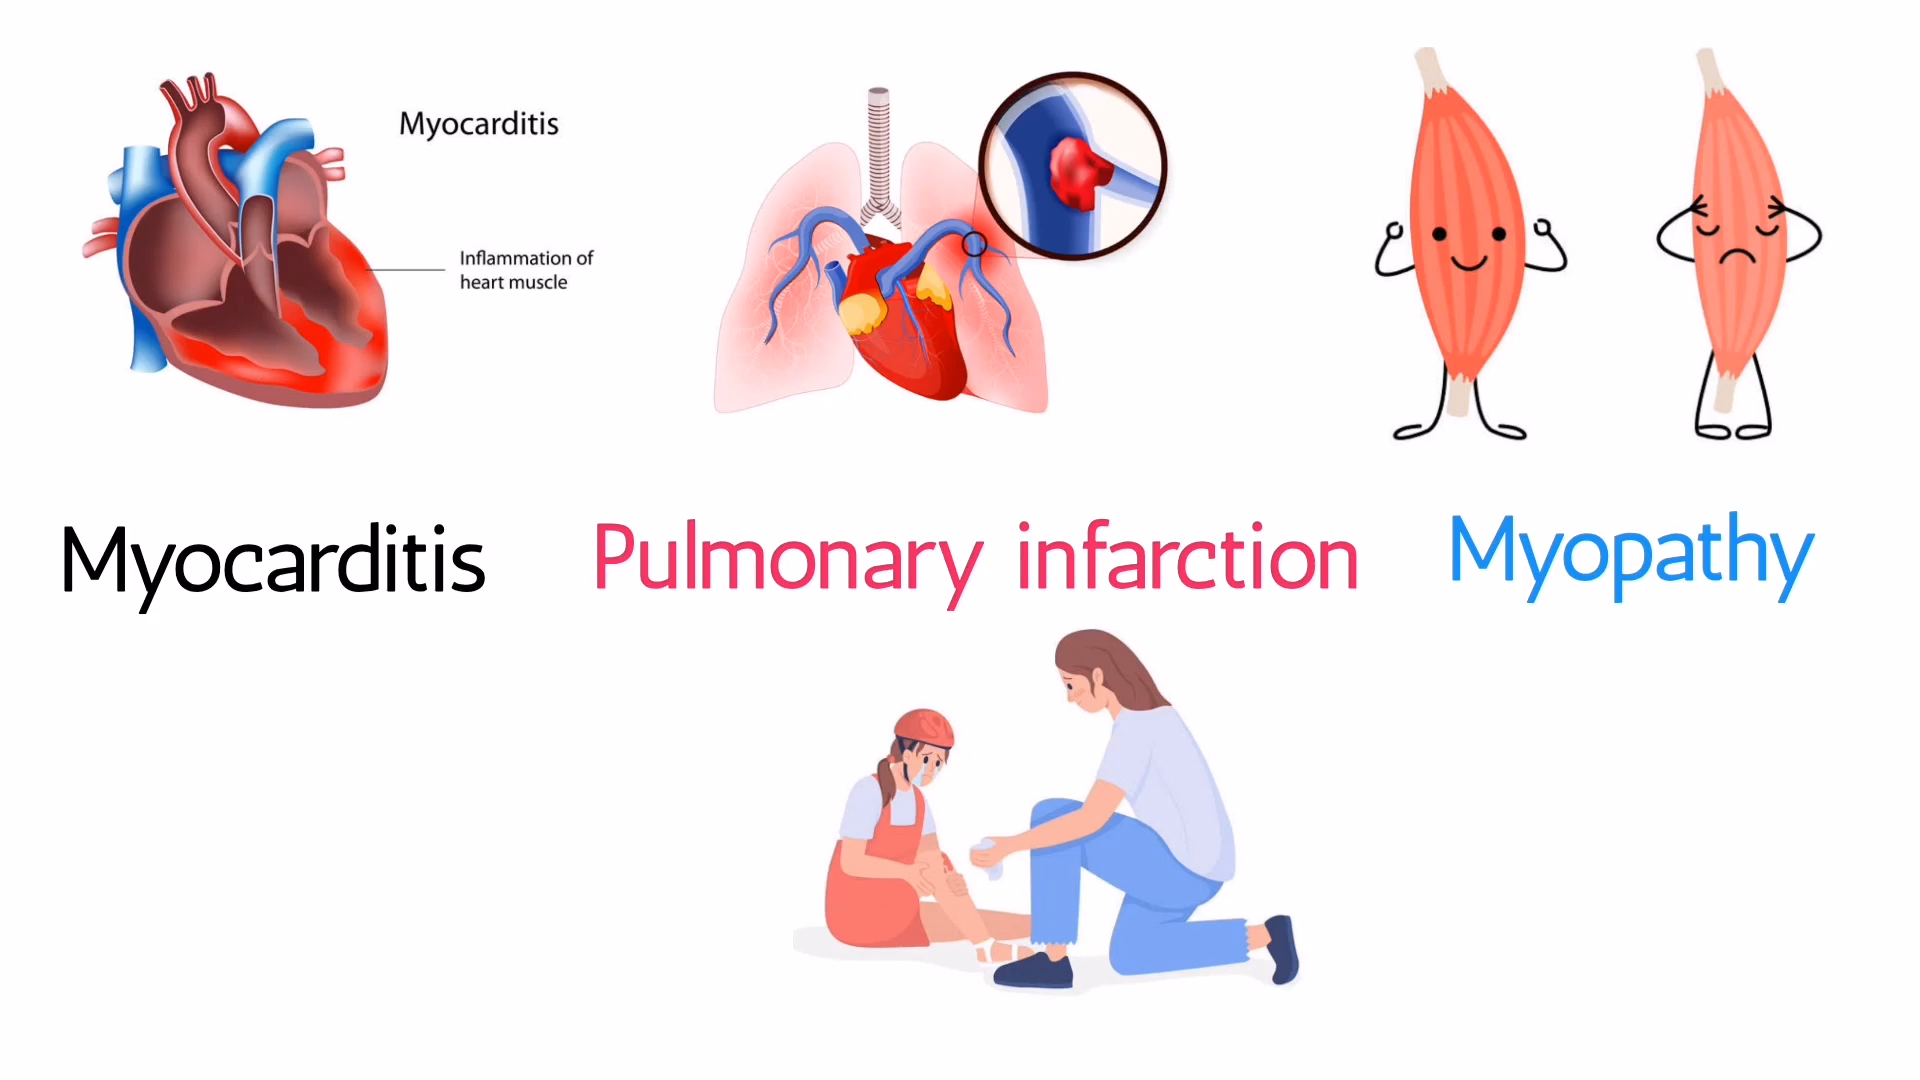 Myocarditis
Inflammation of
heart muscle
Myocarditis
Pulmonary infarction
Myopathy